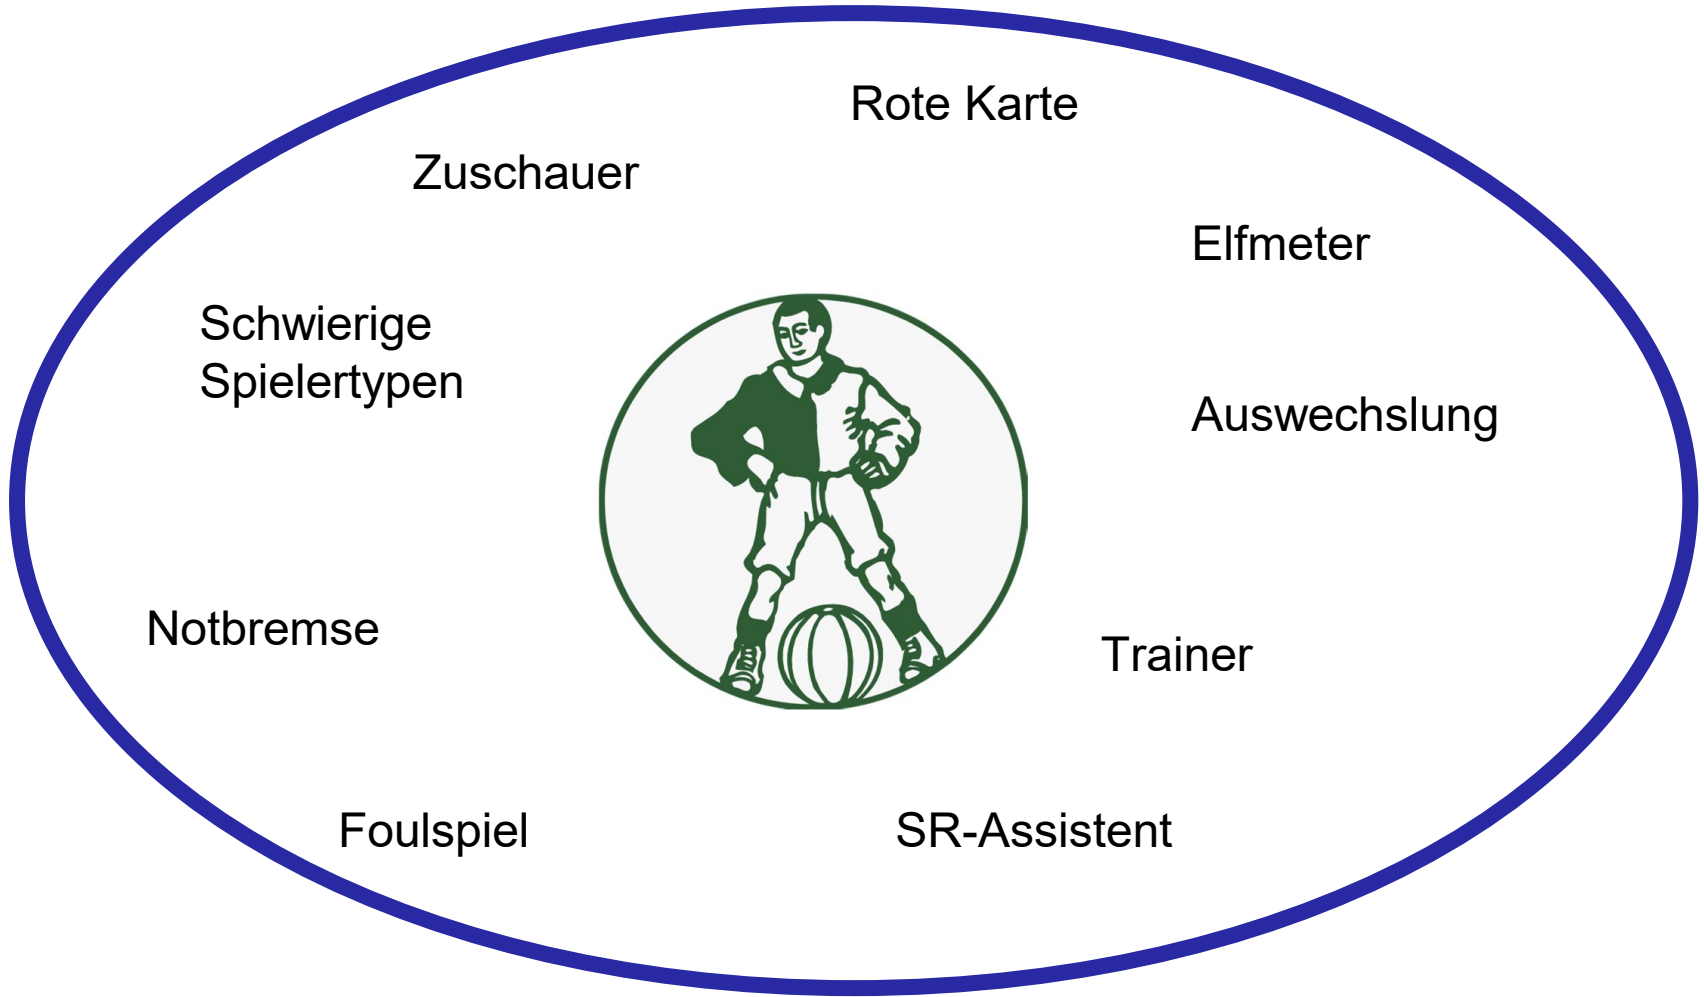 Rote Karte
Zuschauer
Elfmeter
Schwierige
Spielertypen
Auswechslung
Notbremse
Trainer
Foulspiel
SR-Assistent